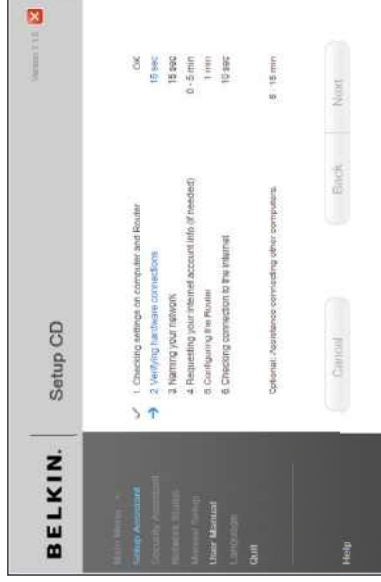 BELKIN.
Setup CD
Version 1.1.5
Main Menu
Setup Assistant
Security Assistant
Network Status
Manual Setup
User Manual
Language
Quit
Help
1. Checking settings on computer and Router OK
2. Verifying hardware connections 15 sec
3. Naming your network 15 sec
4. Requesting your internet account info (if needed) 0 - 5 min
5. Configuring the Router 1 min
6. Checking connection to the internet 10 sec
Optional: Assistance connecting other computers. 5 - 15 min
Cancel
Back
Next